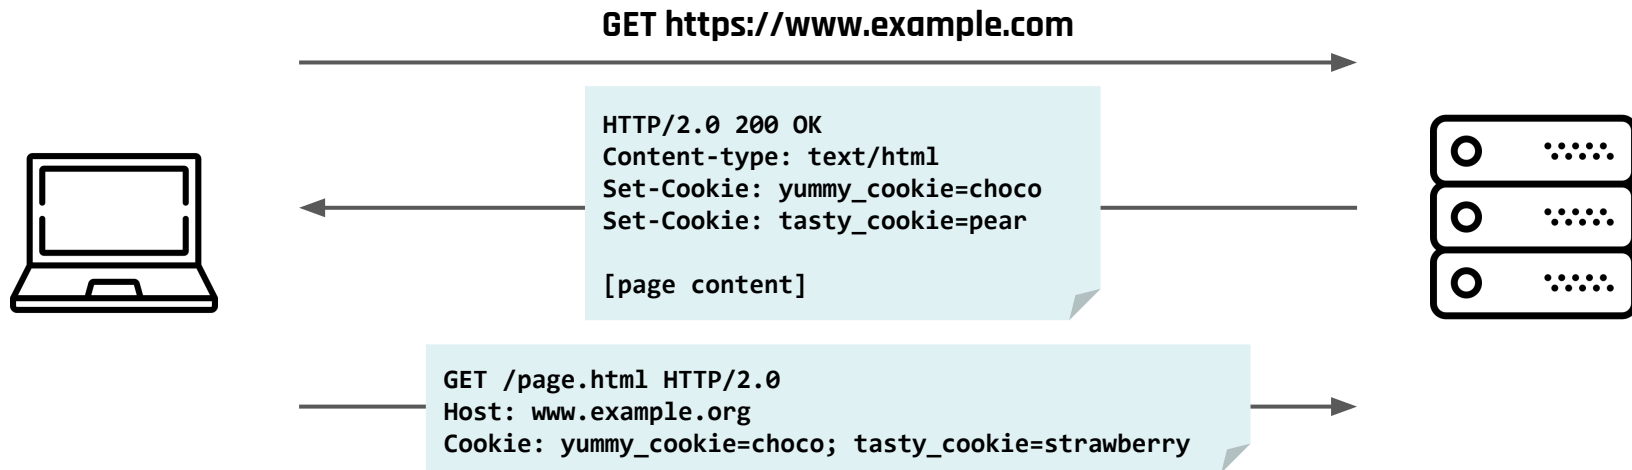 GET https://www.example.com
HTTP/2.0 200 OK
Content-type: text/html
Set-Cookie: yummy_cookie=choco
Set-Cookie: tasty_cookie=pear
[page content]
GET /page.html HTTP/2.0
Host: www.example.org
Cookie: yummy_cookie=choco; tasty_cookie=strawberry